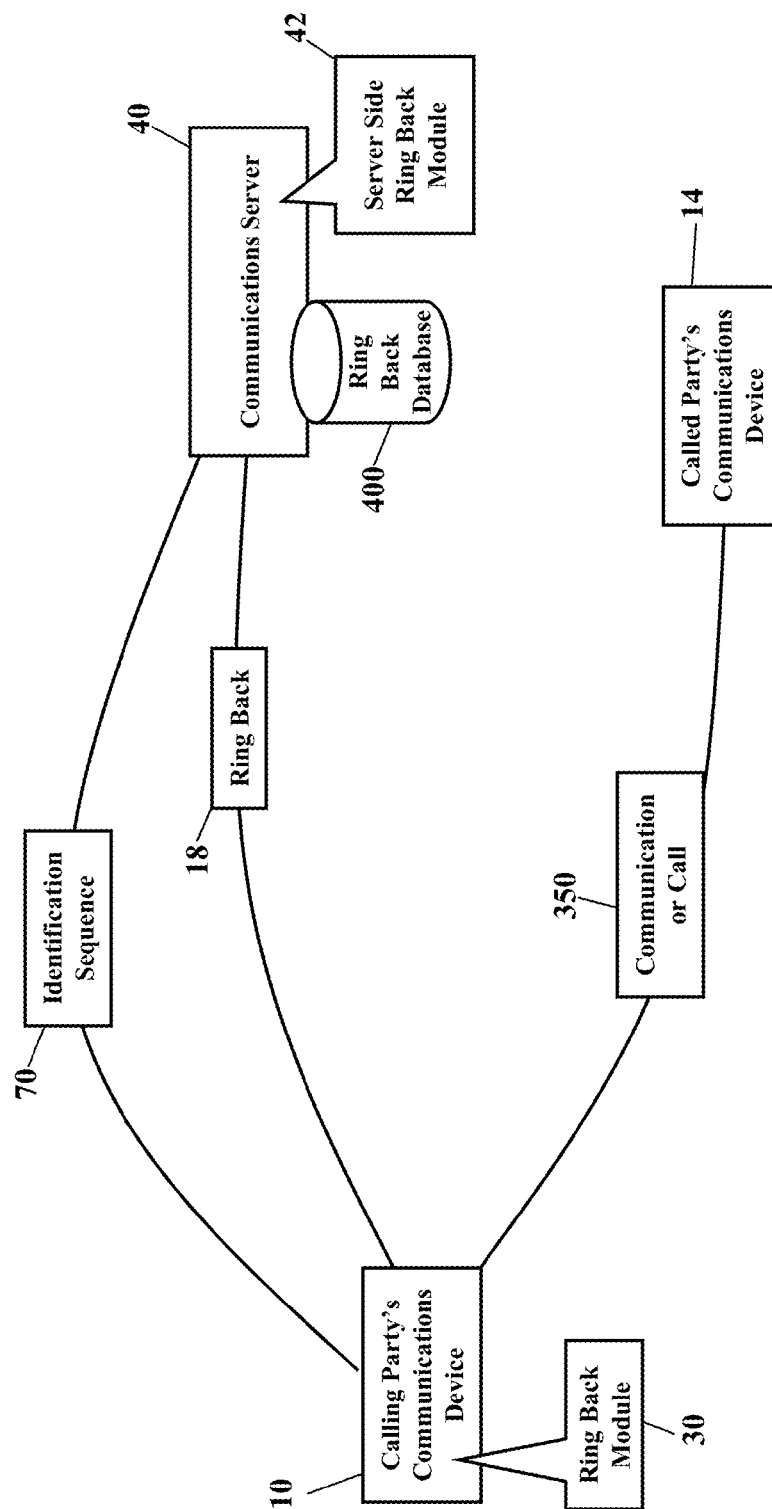 40
Communications Server
42
Server Side
Ring Back
Module
Ring
Back
Database
400
70
Identification
Sequence
18
Ring Back
10
Calling Party's
Communications
Device
Ring Back
Module
30
350
Communication
or Call
14
Called Party's
Communications
Device